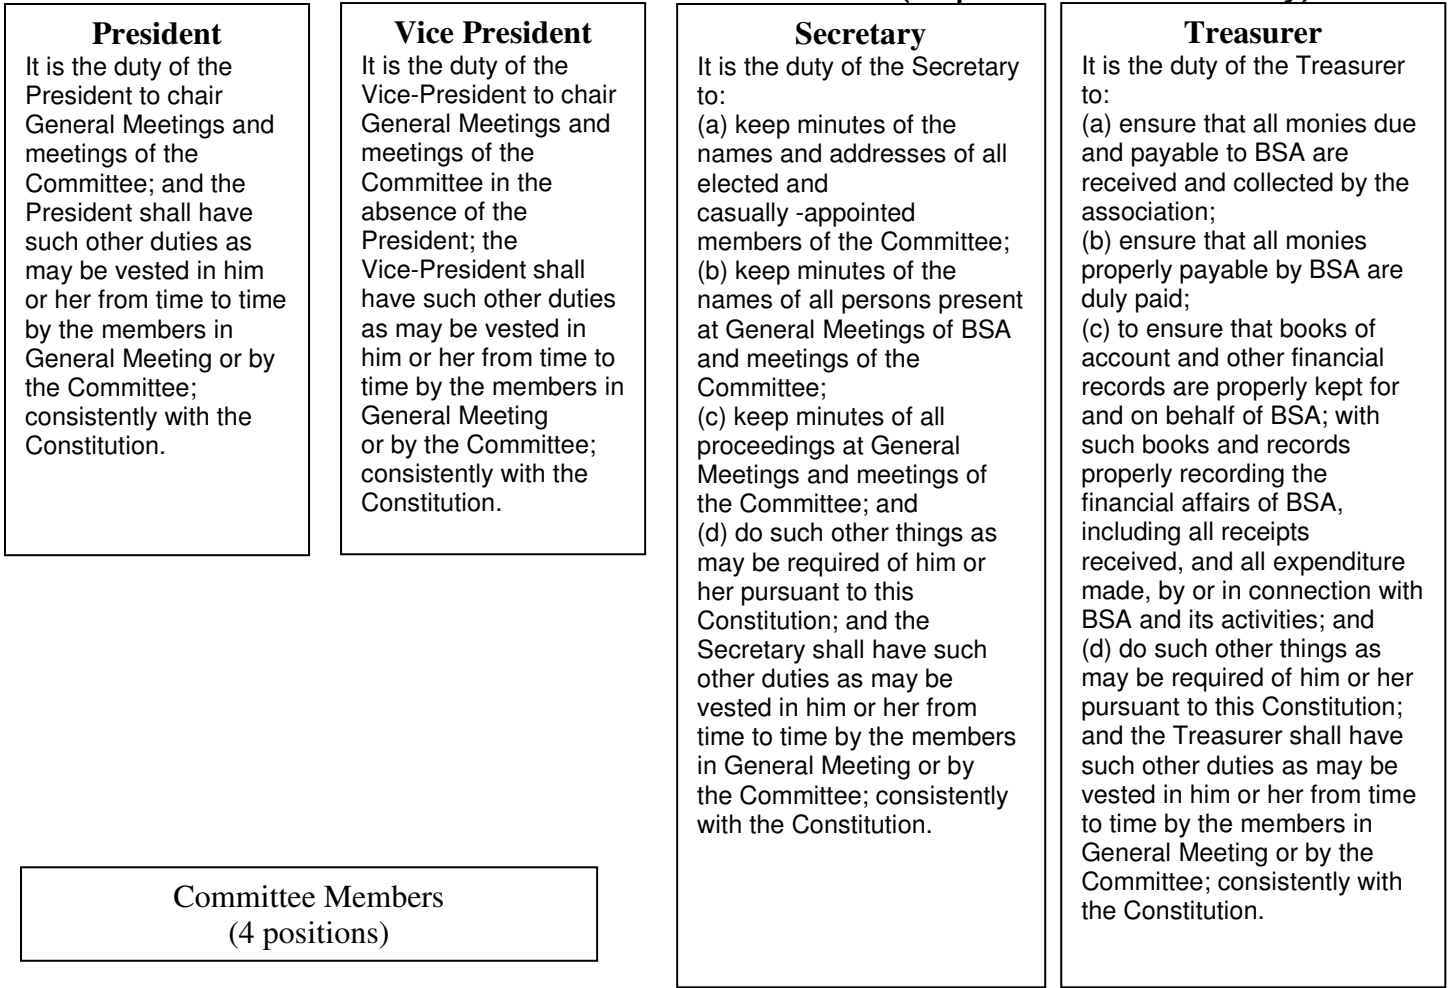 President
It is the duty of the
President to chair
General Meetings and
meetings of the
Committee; and the
President shall have
such other duties as
may be vested in him
or her from time to time
by the members in
General Meeting or by
the Committee;
consistently with the
Constitution.
Vice President
It is the duty of the
Vice-President to chair
General Meetings and
meetings of the
Committee in the
absence of the
President; the
Vice-President shall
have such other duties
as may be vested in
him or her from time to
time by the members in
General Meeting
or by the Committee;
consistently with the
Constitution.
Secretary
It is the duty of the Secretary
to:
(a) keep minutes of the
names and addresses of all
elected and
casually -appointed
members of the Committee;
(b) keep minutes of the
names of all persons present
at General Meetings of BSA
and meetings of the
Committee;
(c) keep minutes of all
proceedings at General
Meetings and meetings of
the Committee; and
(d) do such other things as
may be required of him or
her pursuant to this
Constitution; and the
Secretary shall have such
other duties as may be
vested in him or her from
time to time by the members
in General Meeting or by
the Committee; consistently
with the Constitution.
Treasurer
It is the duty of the Treasurer
to:
(a) ensure that all monies due
and payable to BSA are
received and collected by the
association;
(b) ensure that all monies
properly payable by BSA are
duly paid;
(c) to ensure that books of
account and other financial
records are properly kept for
and on behalf of BSA; with
such books and records
properly recording the
financial affairs of BSA,
including all receipts
received, and all expenditure
made, by or in connection with
BSA and its activities; and
(d) do such other things as
may be required of him or her
pursuant to this Constitution;
and the Treasurer shall have
such other duties as may be
vested in him or her from time
to time by the members in
General Meeting or by the
Committee; consistently with
the Constitution.
Committee Members
(4 positions)